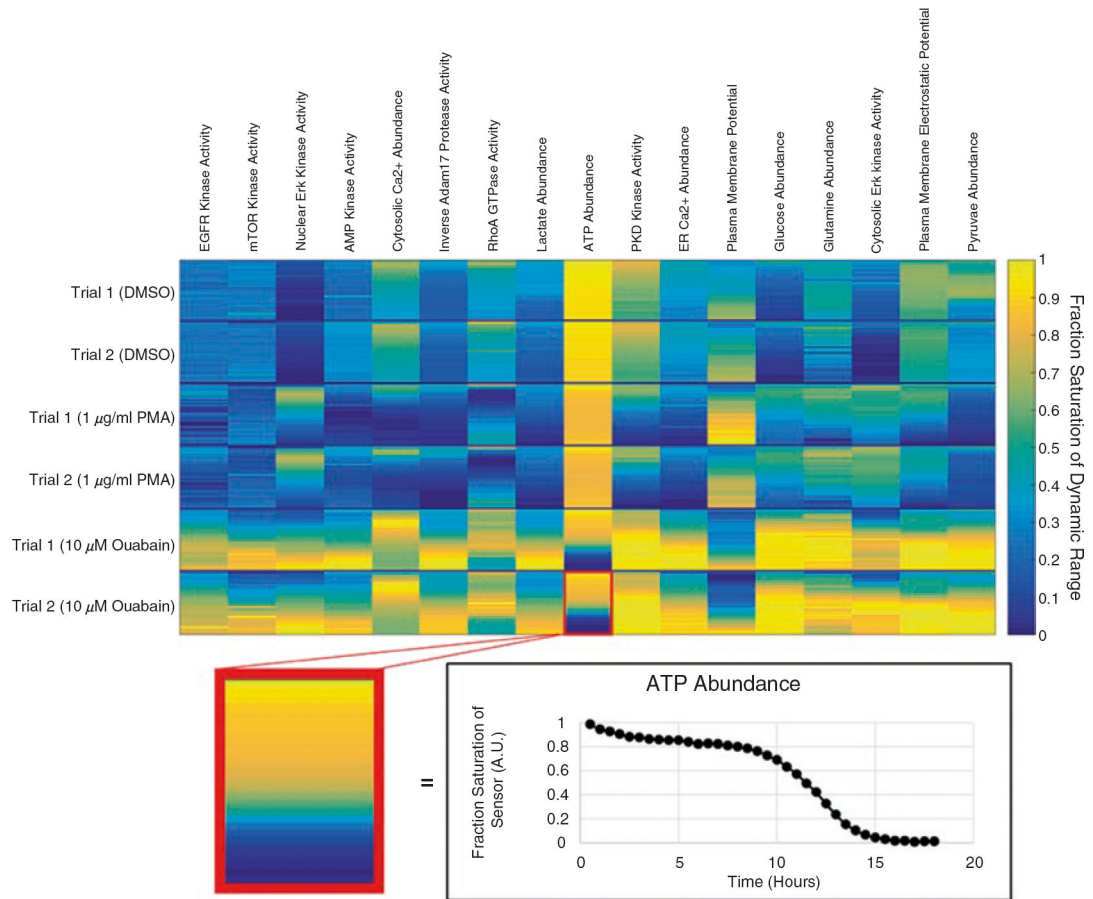 EGFR Kinase Activity
mTOR Kinase Activity
Nuclear Erk Kinase Activity
AMP Kinase Activity
Cytosolic Ca2+ Abundance
Inverse Adam17 Protease Activity
RhoA GTPase Activity
Lactate Abundance
ATP Abundance
PKD Kinase Activity
ER Ca2+ Abundance
Plasma Membrane Potential
Glucose Abundance
Glutamine Abundance
Cytosolic Erk kinase Activity
Plasma Membrane Electrostatic Potential
Pyruvae Abundance
Trial 1 (DMSO)
Trial 2 (DMSO)
Trial 1 (1 μg/ml PMA)
Trial 2 (1 μg/ml PMA)
Trial 1 (10 μM Ouabain)
Trial 2 (10 μM Ouabain)
1
0.9
0.8
0.7
0.6
0.5
0.4
0.3
0.2
0.1
0
Fraction Saturation of Dynamic Range
=
ATP Abundance
Fraction Saturation of
Sensor (A.U.)
1
0.8
0.6
0.4
0.2
0
0 5 10 15 20
Time (Hours)